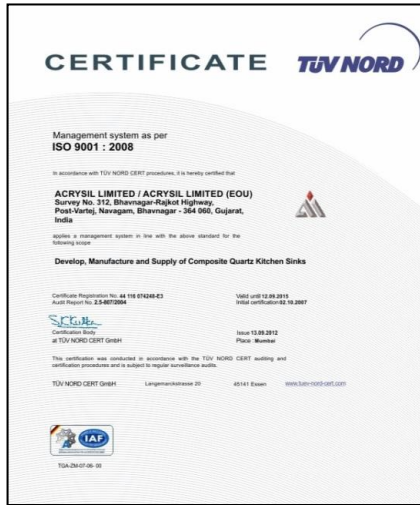 CERTIFICATE
TÜV NORD
Management system as per
ISO 9001 : 2008
In accordance with TÜV NORD CERT procedures, it is hereby certified that
ACRYSIL LIMITED / ACRYSIL LIMITED (EOU)
Survey No. 312, Bhavnagar-Rajkot Highway,
Post-Vartej, Navagam, Bhavnagar - 364 060, Gujarat,
India
applies a management system in line with the above standard for the
following scope
Develop, Manufacture and Supply of Composite Quartz Kitchen Sinks
Certificate Registration No. 44 116 074240-E3 Valid until 12.09.2015
Audit Report No. 2.5-807/2004 Initial certification 02.10.2007
Certification Body Issue 13.09.2012
at TÜV NORD CERT GmbH Place : Mumbai
This certification was conducted in accordance with the TÜV NORD CERT auditing and
certification procedures and is subject to regular surveillance audits.
TÜV NORD CERT GmbH Langemarckstrasse 20 45141 Essen www.tuev-nord-cert.com
IAF
TGA-ZM-07-06-00